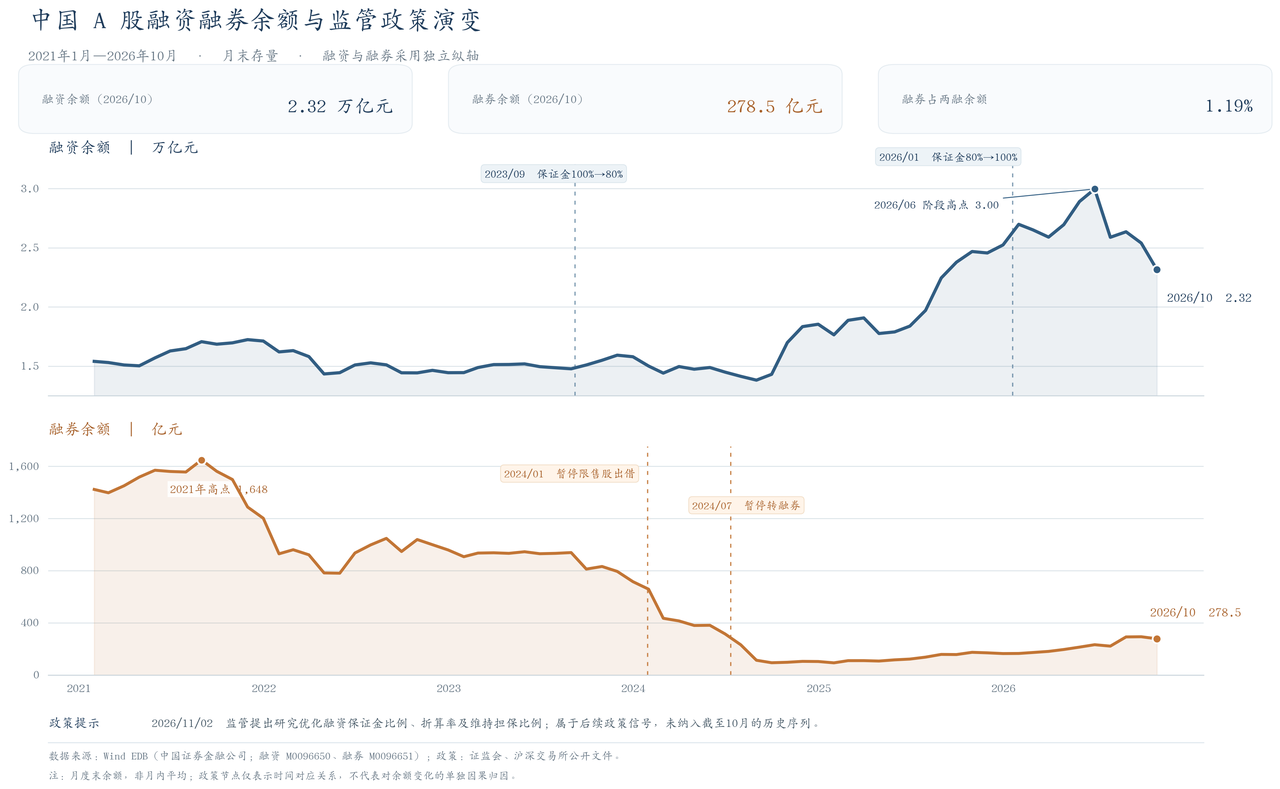 中国 A 股融资融券余额与监管政策演变
2021年1月—2026年10月 · 月末存量 · 融资与融券采用独立纵轴
融资余额（2026/10） 2.32 万亿元
融券余额（2026/10） 278.5 亿元
融券占两融余额 1.19%
融资余额 | 万亿元
2026/01 保证金80%→100%
2023/09 保证金100%→80%
3.0
2026/06 阶段高点 3.00
2.5
2026/10 2.32
2.0
1.5
融券余额 | 亿元
1,600
2024/01 暂停限售股出借
2021年高点 1,648
2024/07 暂停转融券
1,200
800
400
2026/10 278.5
0
2021 2022 2023 2024 2025 2026
政策提示 2026/11/02 监管提出研究优化融资保证金比例、折算率及维持担保比例；属于后续政策信号，未纳入截至10月的历史序列。
数据来源：Wind EDB（中国证券金融公司；融资 M0096650、融券 M0096651）；政策：证监会、沪深交易所公开文件。
注：月度末余额，非月内平均；政策节点仅表示时间对应关系，不代表对余额变化的单独因果归因。